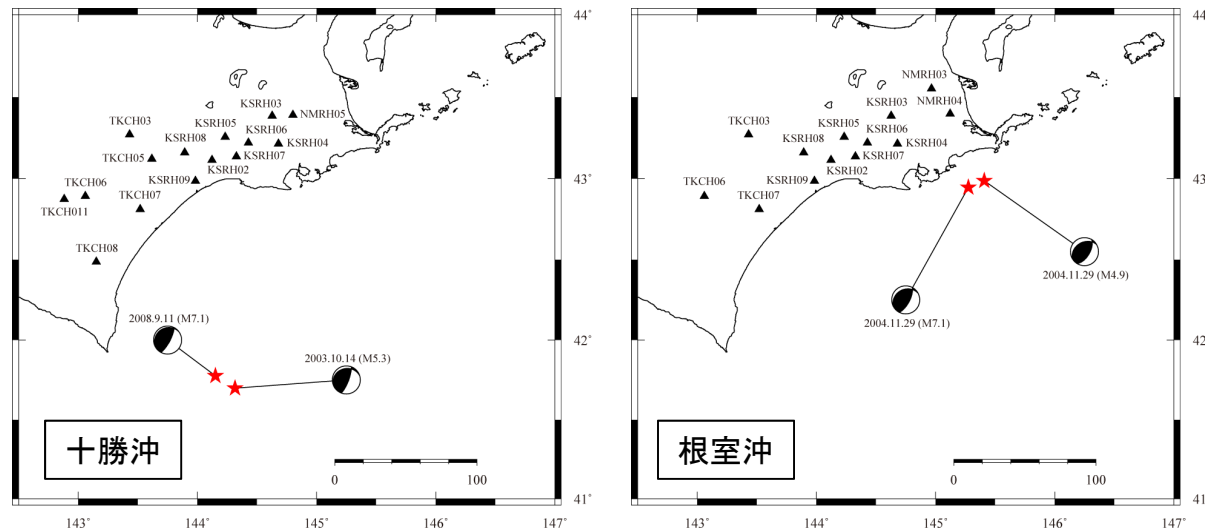 44˚
KSRH03
NMRH05
TKCH03
KSRH05
KSRH06
KSRH08
KSRH04
TKCH05
KSRH07
KSRH02
TKCH06
KSRH09
TKCH07
TKCH011
TKCH08
43˚
2008.9.11 (M7.1)
42˚
2003.10.14 (M5.3)
十勝沖
0
100
41˚
143˚
144˚
145˚
146˚
147˚
44˚
NMRH03
KSRH03
NMRH04
TKCH03
KSRH05
KSRH06
KSRH08
KSRH04
KSRH07
KSRH02
TKCH06
KSRH09
TKCH07
43˚
2004.11.29 (M4.9)
2004.11.29 (M7.1)
42˚
根室沖
0
100
41˚
143˚
144˚
145˚
146˚
147˚